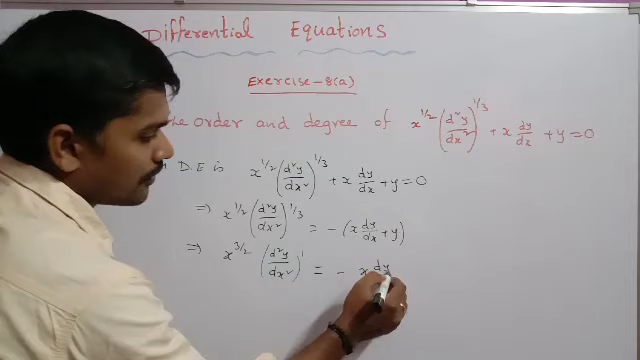 Differential Equations
Exercise-8(a)
the order and degree of x^{1/2} (d²y/dx²)^{1/3} + x dy/dx + y = 0
D.E is x^{1/2} (d²y/dx²)^{1/3} + x dy/dx + y = 0
⇒ x^{1/2} (d²y/dx²)^{1/3} = - (x dy/dx + y)
⇒ x^{3/2} (d²y/dx²)^1 = - x dy/